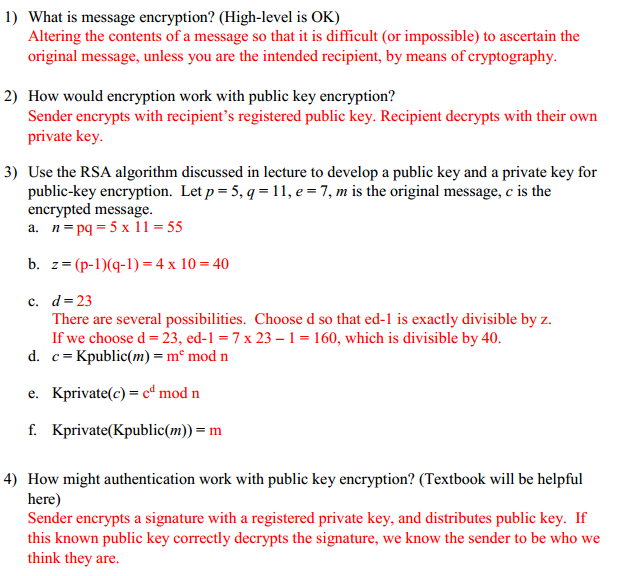 1) What is message encryption? (High-level is OK)
Altering the contents of a message so that it is difficult (or impossible) to ascertain the
original message, unless you are the intended recipient, by means of cryptography.
2) How would encryption work with public key encryption?
Sender encrypts with recipient’s registered public key. Recipient decrypts with their own
private key.
3) Use the RSA algorithm discussed in lecture to develop a public key and a private key for
public-key encryption. Let p = 5, q = 11, e = 7, m is the original message, c is the
encrypted message.
a. n = pq = 5 x 11 = 55
b. z = (p-1)(q-1) = 4 x 10 = 40
c. d = 23
There are several possibilities. Choose d so that ed-1 is exactly divisible by z.
If we choose d = 23, ed-1 = 7 x 23 – 1 = 160, which is divisible by 40.
d. c = Kpublic(m) = mᵉ mod n
e. Kprivate(c) = cᵈ mod n
f. Kprivate(Kpublic(m)) = m
4) How might authentication work with public key encryption? (Textbook will be helpful
here)
Sender encrypts a signature with a registered private key, and distributes public key. If
this known public key correctly decrypts the signature, we know the sender to be who we
think they are.